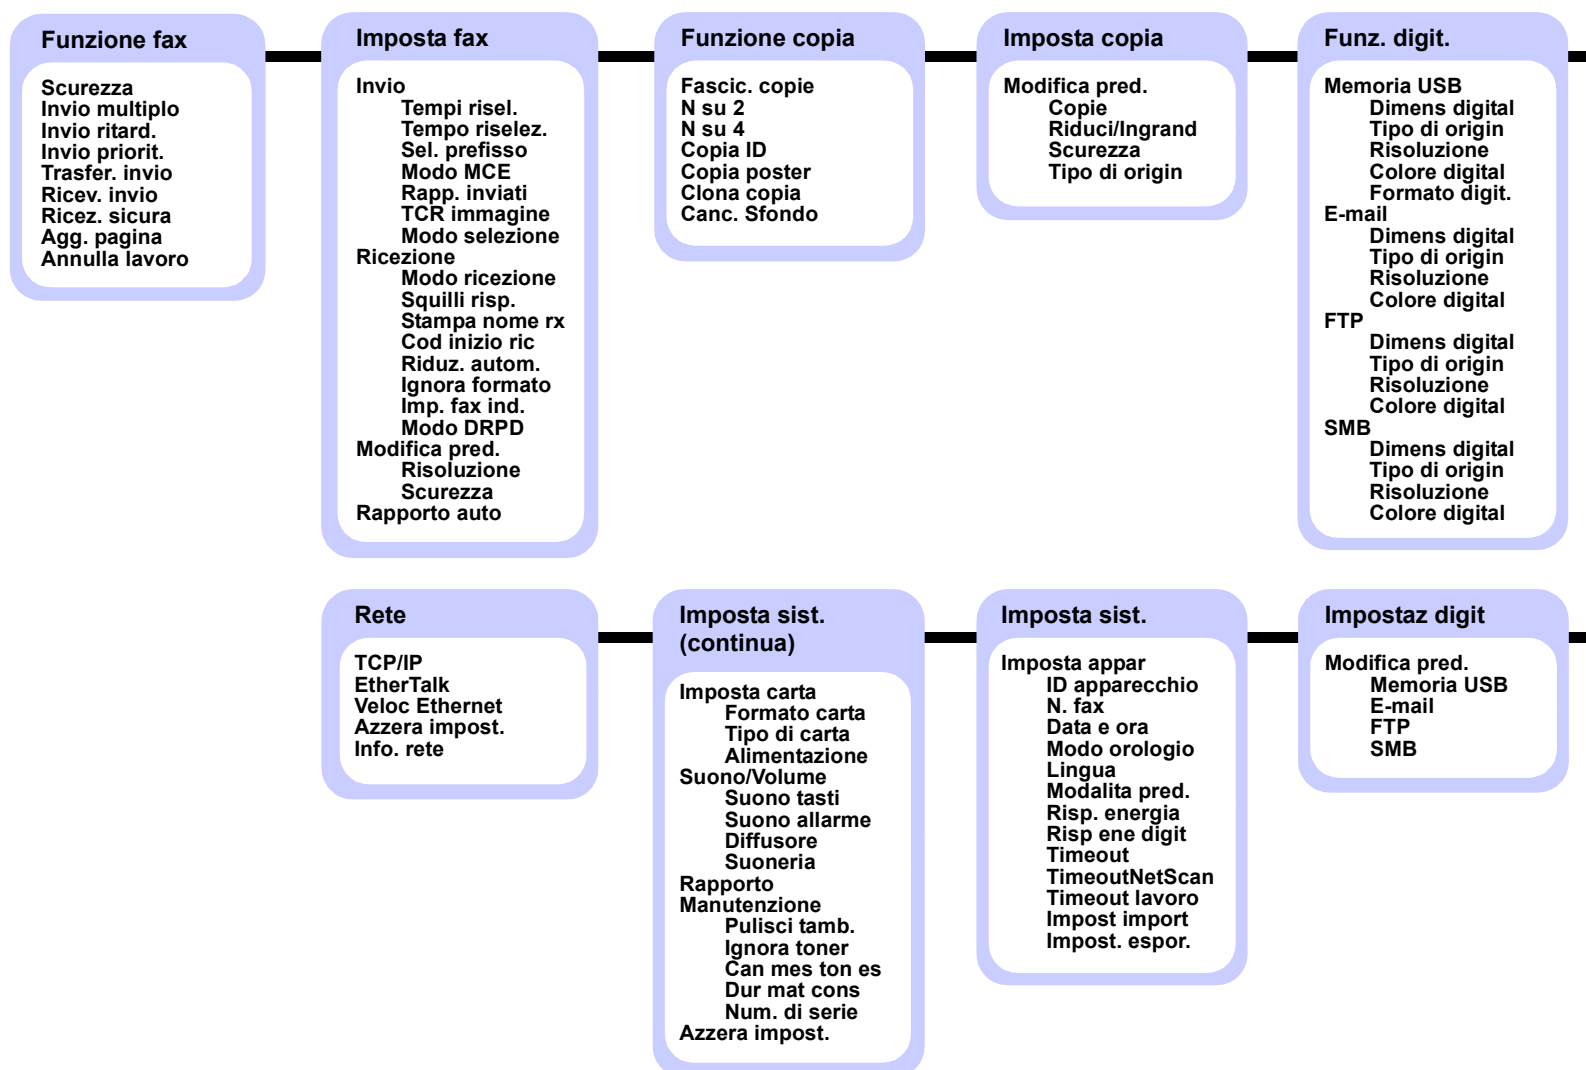 Funzione fax
Scurezza
Invio multiplo
Invio ritard.
Invio priorit.
Trasfer. invio
Ricev. invio
Ricez. sicura
Agg. pagina
Annulla lavoro
Imposta fax
Invio
Tempi risel.
Tempo riselez.
Sel. prefisso
Modo MCE
Rapp. inviati
TCR immagine
Modo selezione
Ricezione
Modo ricezione
Squilli risp.
Stampa nome rx
Cod inizio ric
Riduz. autom.
Ignora formato
Imp. fax ind.
Modo DRPD
Modifica pred.
Risoluzione
Scurezza
Rapporto auto
Funzione copia
Fascic. copie
N su 2
N su 4
Copia ID
Copia poster
Clona copia
Canc. Sfondo
Imposta copia
Modifica pred.
Copie
Riduci/Ingrand
Scurezza
Tipo di origin
Funz. digit.
Memoria USB
Dimens digital
Tipo di origin
Risoluzione
Colore digital
Formato digit.
E-mail
Dimens digital
Tipo di origin
Risoluzione
Colore digital
FTP
Dimens digital
Tipo di origin
Risoluzione
Colore digital
SMB
Dimens digital
Tipo di origin
Risoluzione
Colore digital
Rete
TCP/IP
EtherTalk
Veloc Ethernet
Azzera impost.
Info. rete
Imposta sist.
(continua)
Imposta carta
Formato carta
Tipo di carta
Alimentazione
Suono/Volume
Suono tasti
Suono allarme
Diffusore
Suoneria
Rapporto
Manutenzione
Pulisci tamb.
Ignora toner
Can mes ton es
Dur mat cons
Num. di serie
Azzera impost.
Imposta sist.
Imposta appar
ID apparecchio
N. fax
Data e ora
Modo orologio
Lingua
Modalita pred.
Risp. energia
Risp ene digit
Timeout
TimeoutNetScan
Timeout lavoro
Impost import
Impost. espor.
Impostaz digit
Modifica pred.
Memoria USB
E-mail
FTP
SMB